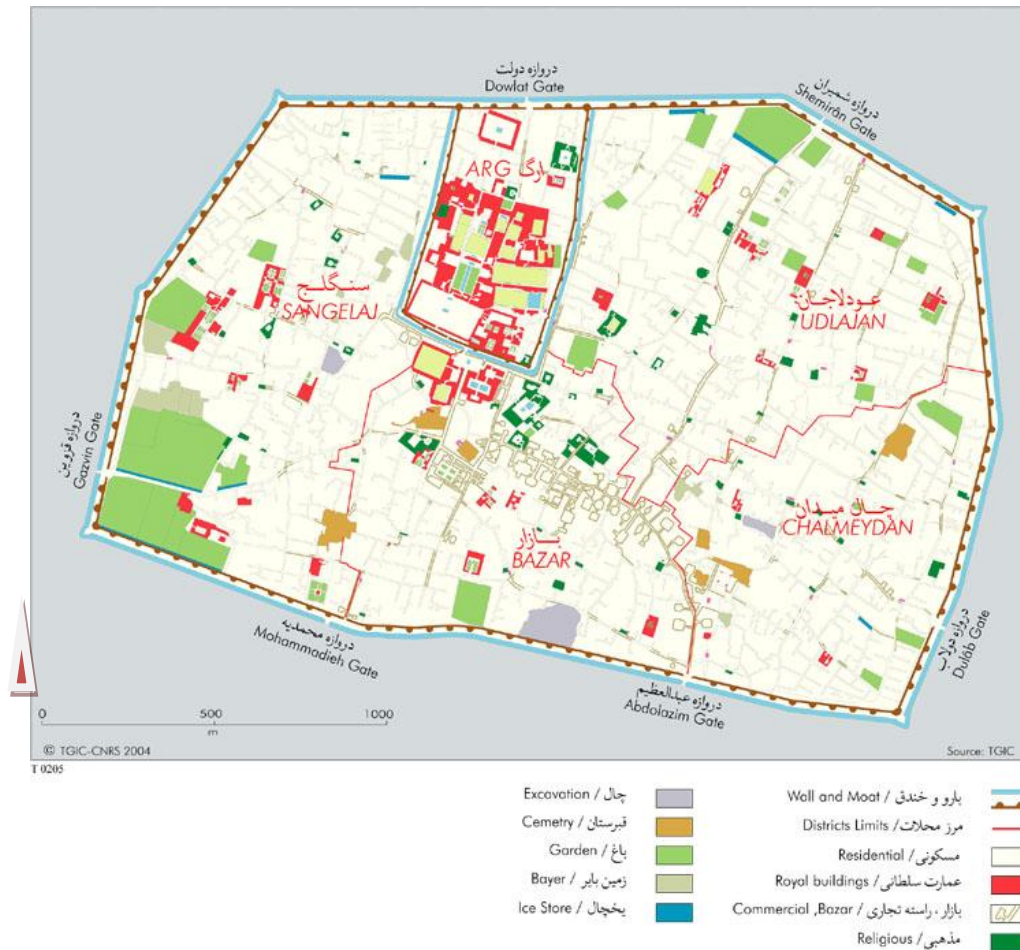 دروازه دولت
Dowlat Gate
دروازه شمیران
Shemirán Gate
ARG ارگ
سنگلج
SANGELAJ
عودلاجان
UDLAJAN
دروازه قزوین
Gazvin Gate
چال میدان
CHALMEYDAN
بازار
BAZAR
دروازه محمدیه
Mohammadieh Gate
دروازه دولاب
Duláb Gate
دروازه عبدالعظیم
Abdolazim Gate
0 500 1000
m
© TGIC-CNRS 2004
Source: TGIC
T 0205
Excavation / چال
Cemetry / قبرستان
Garden / باغ
Bayer / زمین بایر
Ice Store / یخچال
Wall and Moat / بارو و خندق
Districts Limits / مرز محلات
Residential / مسکونی
Royal buildings / عمارت سلطانی
Commercial ,Bazar / بازار، راسته تجاری
Religious / مذهبی